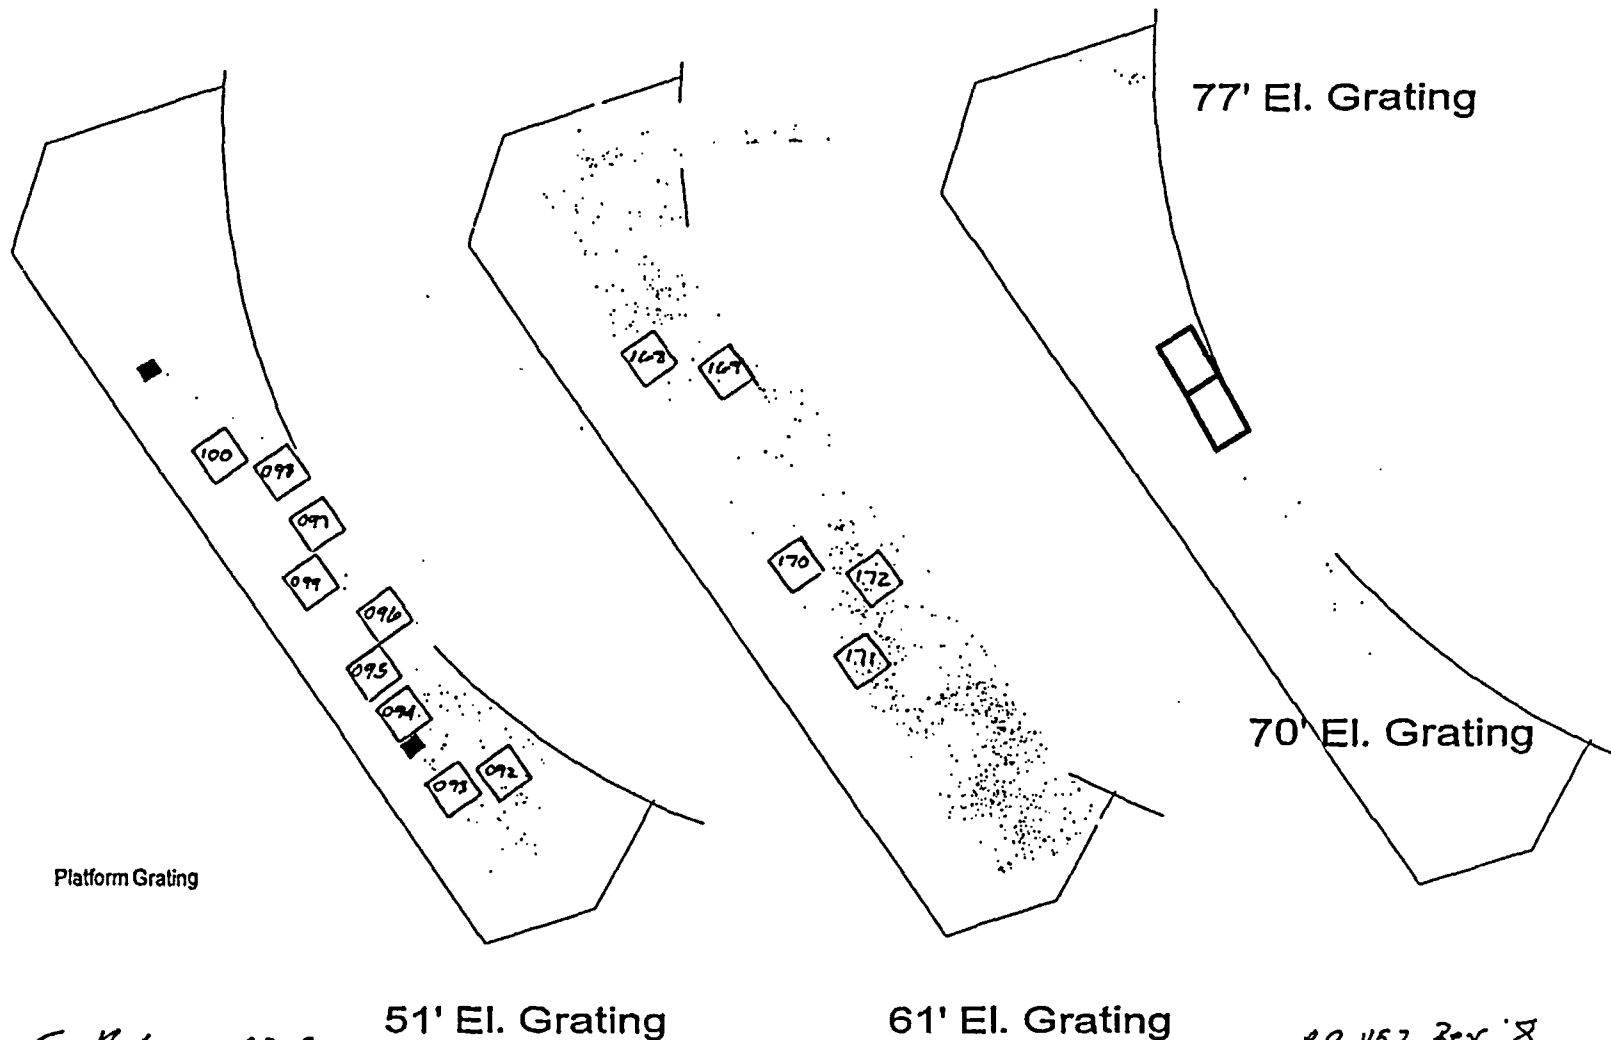 77' El. Grating
168
169
100
098
097
099
170
172
096
171
095
094
70' El. Grating
093
092
Platform Grating
51' El. Grating
61' El. Grating